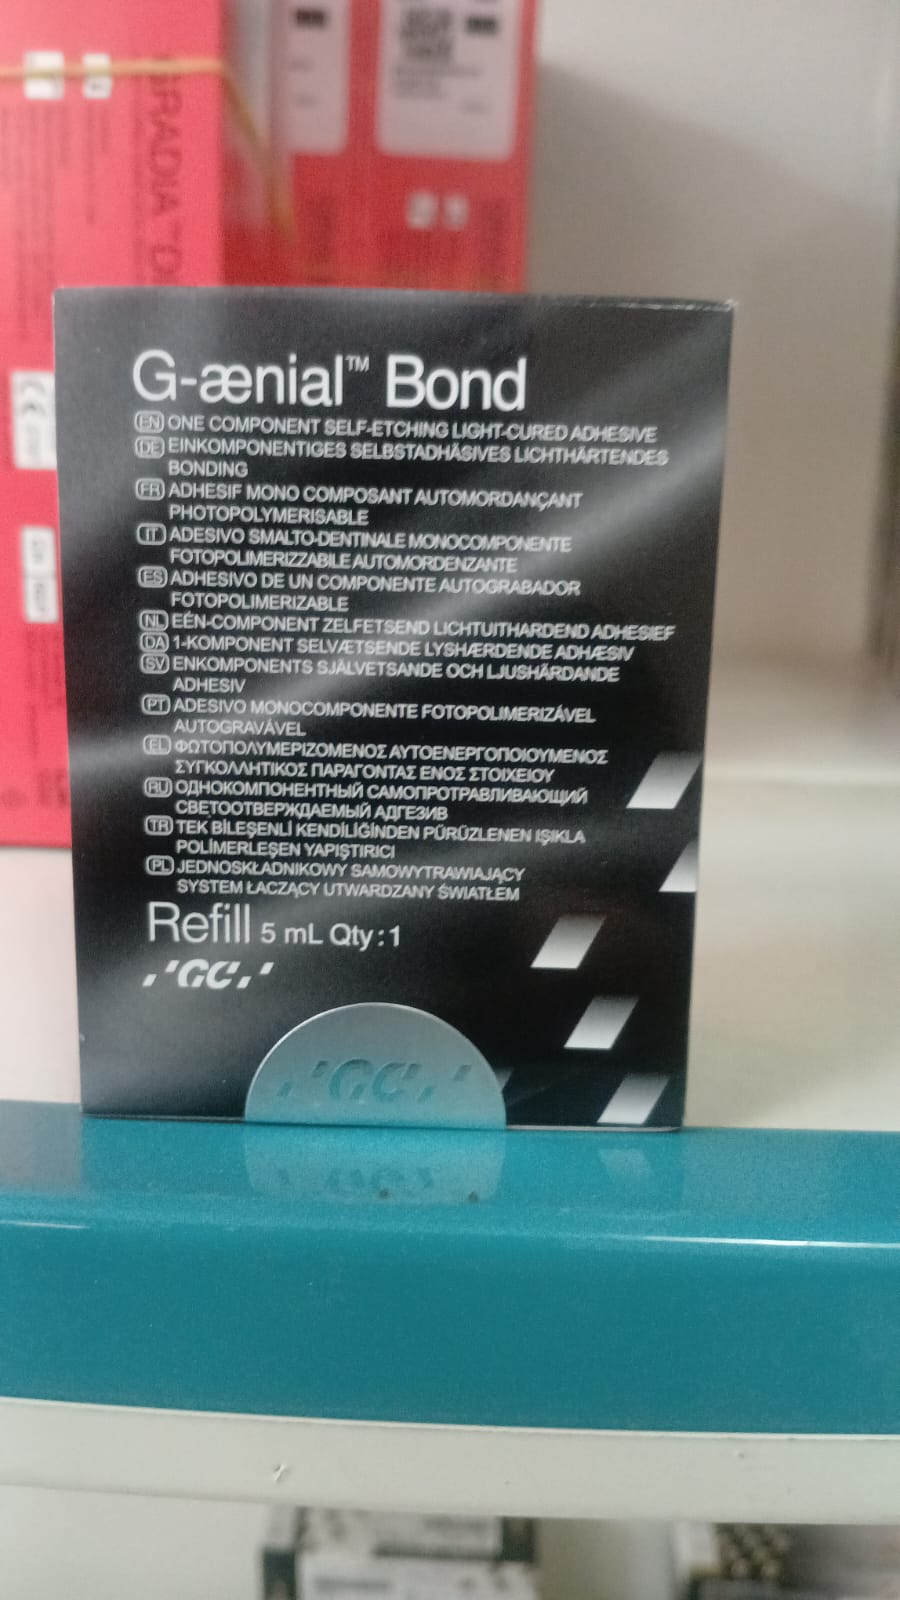 GRADIA™ D
G-ænial™ Bond
EN ONE COMPONENT SELF-ETCHING LIGHT-CURED ADHESIVE
DE EINKOMPONENTIGES SELBSTADHÄSIVES LICHTHÄRTENDES
BONDING
FR ADHESIF MONO COMPOSANT AUTOMORDANÇANT
PHOTOPOLYMERISABLE
IT ADESIVO SMALTO-DENTINALE MONOCOMPONENTE
FOTOPOLIMERIZZABILE AUTOMORDENZANTE
ES ADHESIVO DE UN COMPONENTE AUTOGRABADOR
FOTOPOLIMERIZABLE
NL EÉN-COMPONENT ZELFETSEND LICHTUITHARDEND ADHESIEF
DA 1-KOMPONENT SELVÆTSENDE LYSHÆRDENDE ADHÆSIV
SV ENKOMPONENTS SJÄLVETSANDE OCH LJUSHÄRDANDE
ADHESIV
PT ADESIVO MONOCOMPONENTE FOTOPOLIMERIZÁVEL
AUTOGRAVÁVEL
EL ΦΩΤΟΠΟΛΥΜΕΡΙΖΟΜΕΝΟΣ ΑΥΤΟΕΝΕΡΓΟΠΟΙΟΥΜΕΝΟΣ
ΣΥΓΚΟΛΛΗΤΙΚΟΣ ΠΑΡΑΓΟΝΤΑΣ ΕΝΟΣ ΣΤΟΙΧΕΙΟΥ
RU ОДНОКОМПОНЕНТНЫЙ САМОПРОТРАВЛИВАЮЩИЙ
СВЕТООТВЕРЖДАЕМЫЙ АДГЕЗИВ
TR TEK BİLEŞENLİ KENDİLİĞİNDEN PÜRÜZLENEN IŞIKLA
POLİMERLEŞEN YAPIŞTIRICI
PL JEDNOSKŁADNIKOWY SAMOWYTRAWIAJĄCY
SYSTEM ŁACZĄCY UTWARDZANY ŚWIATŁEM
Refill 5 mL Qty : 1
GC
GC